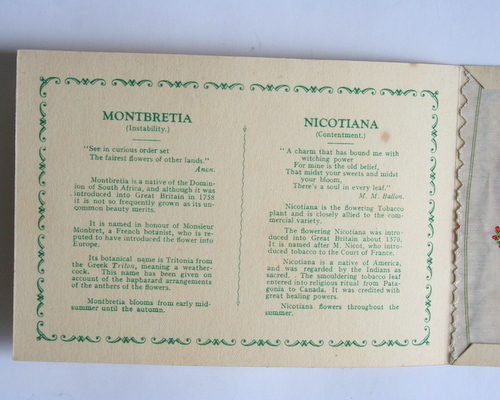 MONTBRETIA
(Instability.)
"See in curious order set
The fairest flowers of other lands."
Anon.
Montbretia is a native of the Domin-
ion of South Africa, and although it was
introduced into Great Britain in 1758
it is not so frequently grown as its un-
common beauty merits.
It is named in honour of Monsieur
Monbret, a French botanist, who is re-
puted to have introduced the flower into
Europe.
Its botanical name is Tritonia from
the Greek Triton, meaning a weather-
cock. This name has been given on
account of the haphazard arrangements
of the anthers of the flowers.
Montbretia blooms from early mid-
summer until the autumn.
NICOTIANA
(Contentment.)
"A charm that has bound me with
witching power
For mine is the old belief,
That midst your sweets and midst
your bloom,
There's a soul in every leaf."
M. M. Ballon.
Nicotiana is the flowering Tobacco
plant and is closely allied to the com-
mercial variety.
The flowering Nicotiana was intro-
duced into Great Britain about 1570.
It is named after M. Nicot, who intro-
duced tobacco to the Court of France.
Nicotiana is a native of America,
and was regarded by the Indians as
sacred. The smouldering tobacco leaf
entered into religious ritual from Pata-
gonia to Canada. It was credited with
great healing powers.
Nicotiana flowers throughout the
summer.